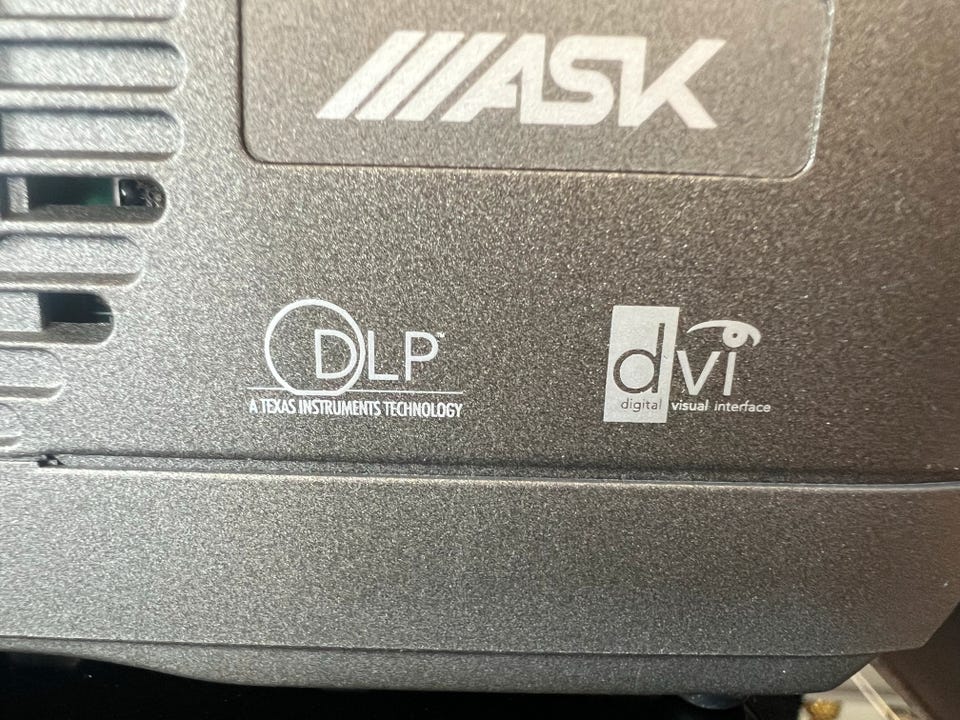 ASK
DLP™
A TEXAS INSTRUMENTS TECHNOLOGY
dvi
digital visual interface